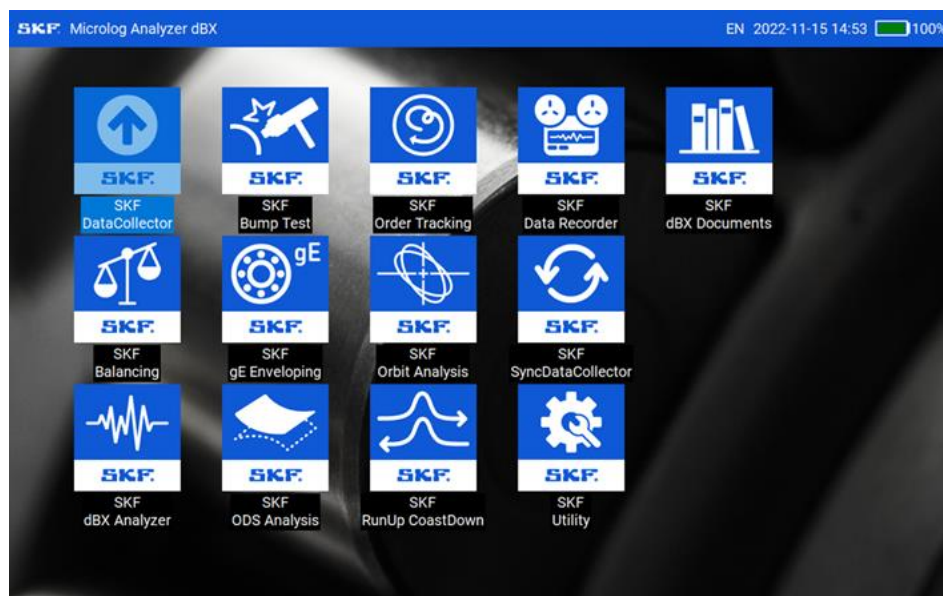 SKF. Microlog Analyzer dBX
EN 2022-11-15 14:53 100%
SKF.
SKF.
SKF.
SKF.
SKF.
SKF
DataCollector
SKF
Bump Test
SKF
Order Tracking
SKF
Data Recorder
SKF
dBX Documents
gE
SKF.
SKF.
SKF.
SKF.
SKF
Balancing
SKF
gE Enveloping
SKF
Orbit Analysis
SKF
SyncDataCollector
SKF.
SKF.
SKF.
SKF.
SKF
dBX Analyzer
SKF
ODS Analysis
SKF
RunUp CoastDown
SKF
Utility